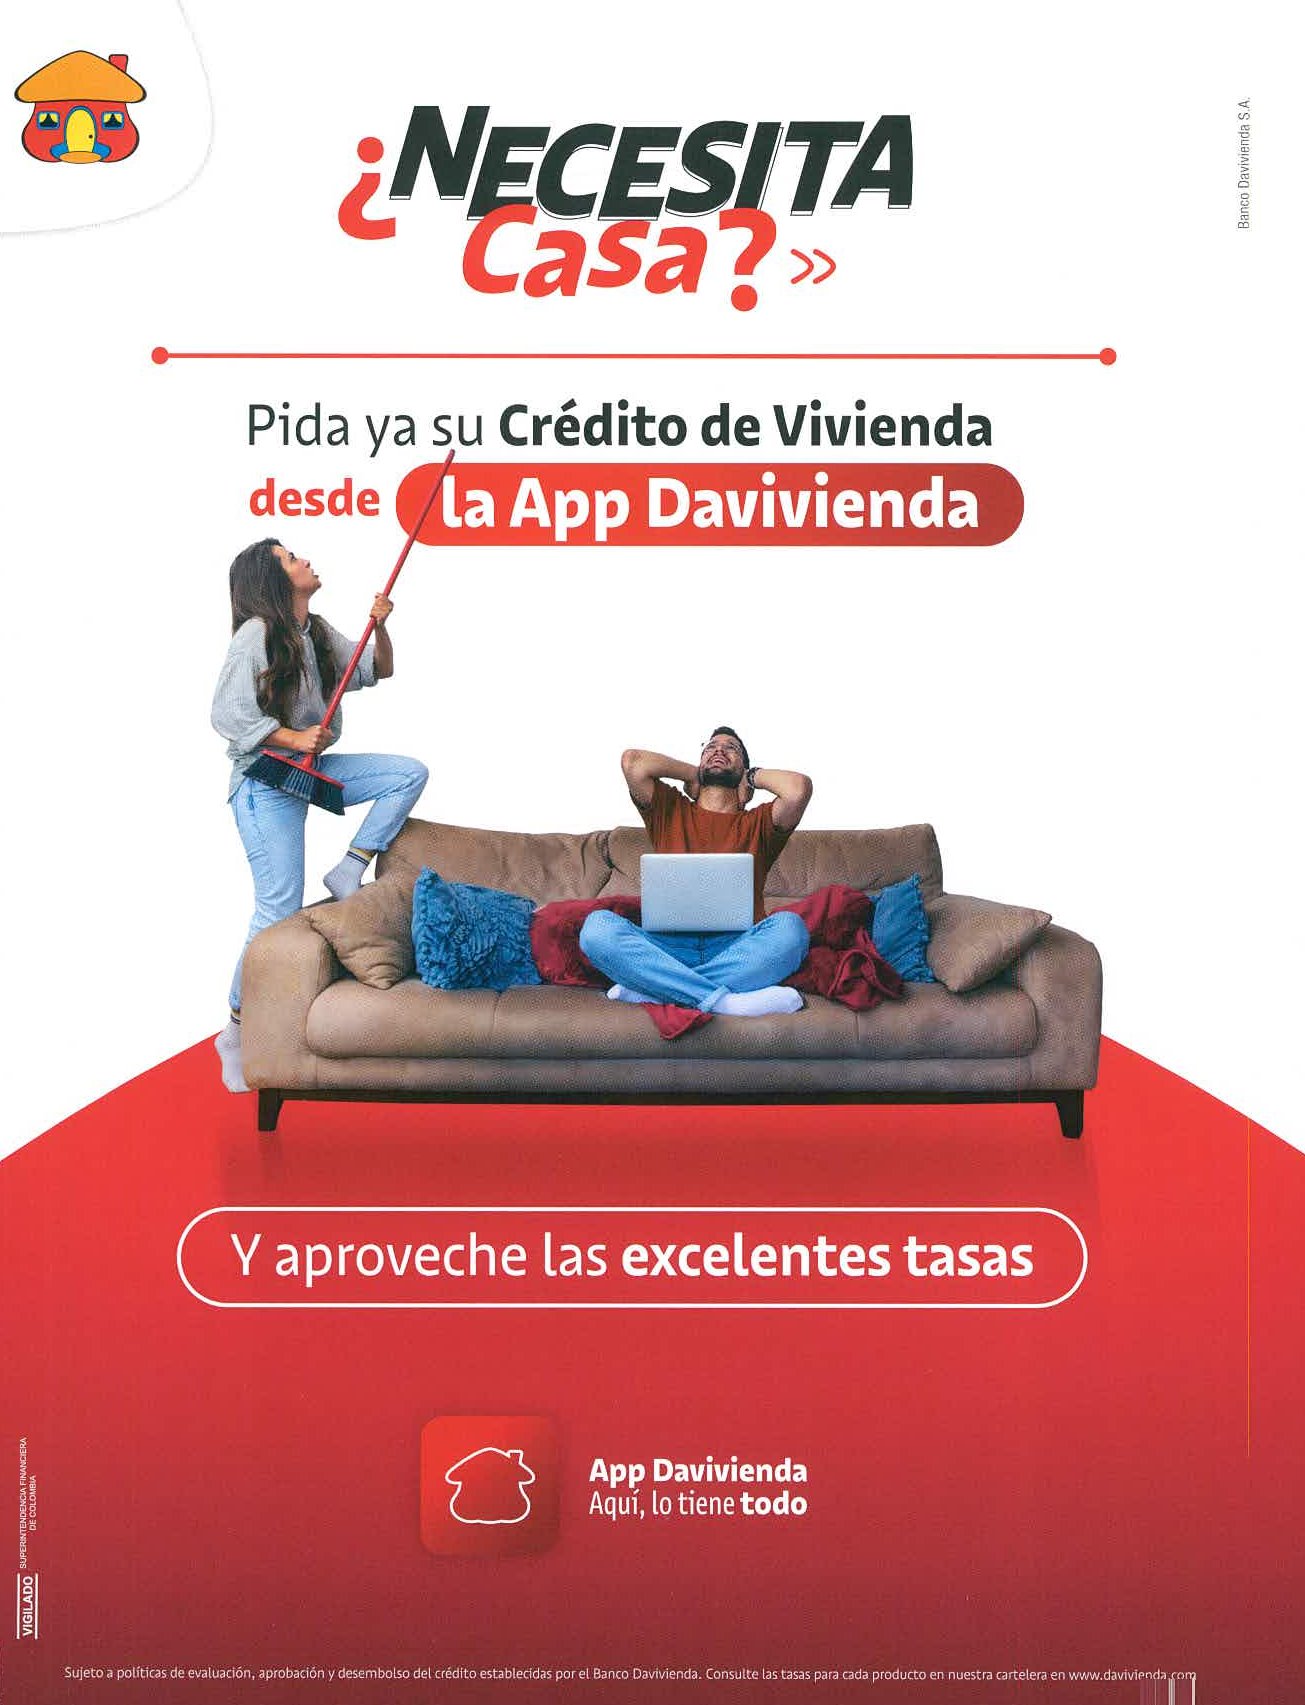 Banco Davivienda S.A.
¿NECESITA
Casa? »
Pida ya su Crédito de Vivienda
desde la App Davivienda
Y aproveche las excelentes tasas
App Davivienda
Aquí, lo tiene todo
VIGILADO SUPERINTENDENCIA FINANCIERA
DE COLOMBIA
Sujeto a políticas de evaluación, aprobación y desembolso del crédito establecidas por el Banco Davivienda. Consulte las tasas para cada producto en nuestra cartelera en www.davivienda.com